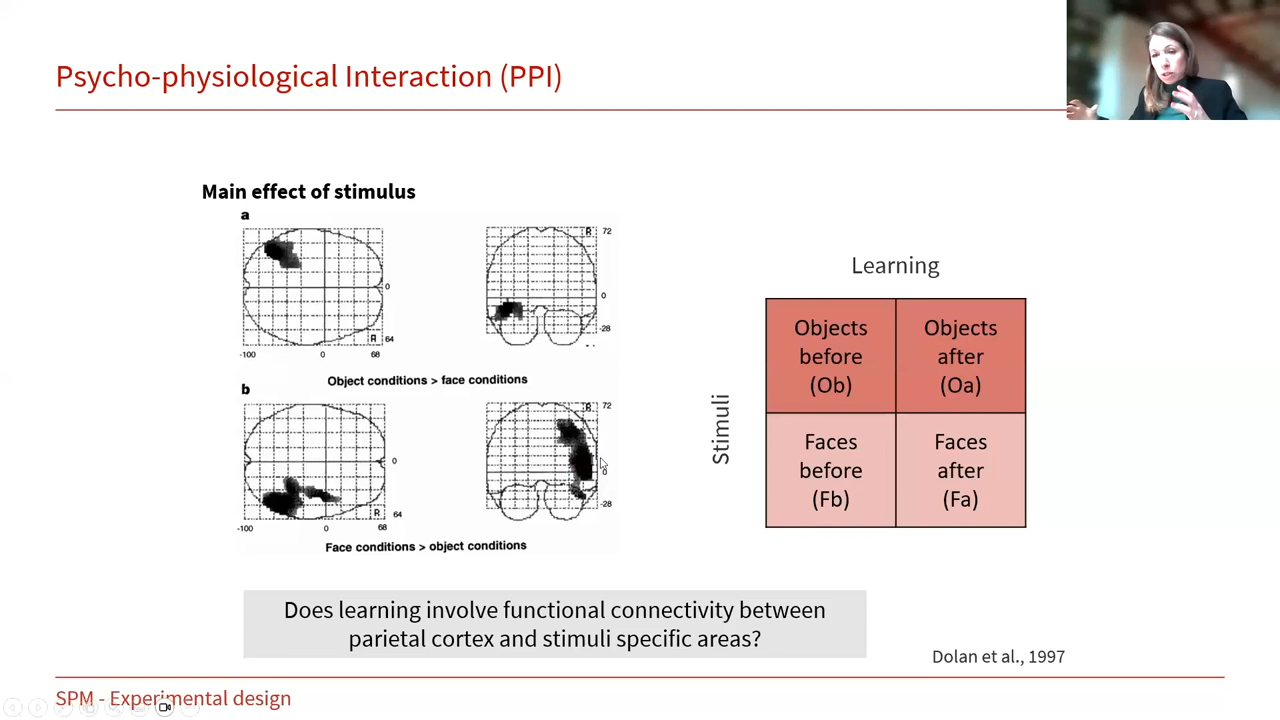 Psycho-physiological Interaction (PPI)
Main effect of stimulus
a
R
72
0
-28
0
R
64
-100
0
68
Object conditions > face conditions
b
R
72
0
-28
0
R
64
-100
0
68
Face conditions > object conditions
Learning
Stimuli
Objects
before
(Ob)
Objects
after
(Oa)
Faces
before
(Fb)
Faces
after
(Fa)
Does learning involve functional connectivity between
parietal cortex and stimuli specific areas?
Dolan et al., 1997
SPM - Experimental design